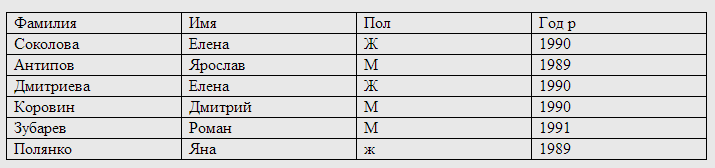 Фамилия Имя Пол Год р
Соколова Елена Ж 1990
Антипов Ярослав М 1989
Дмитриева Елена Ж 1990
Коровин Дмитрий М 1990
Зубарев Роман М 1991
Полянко Яна ж 1989